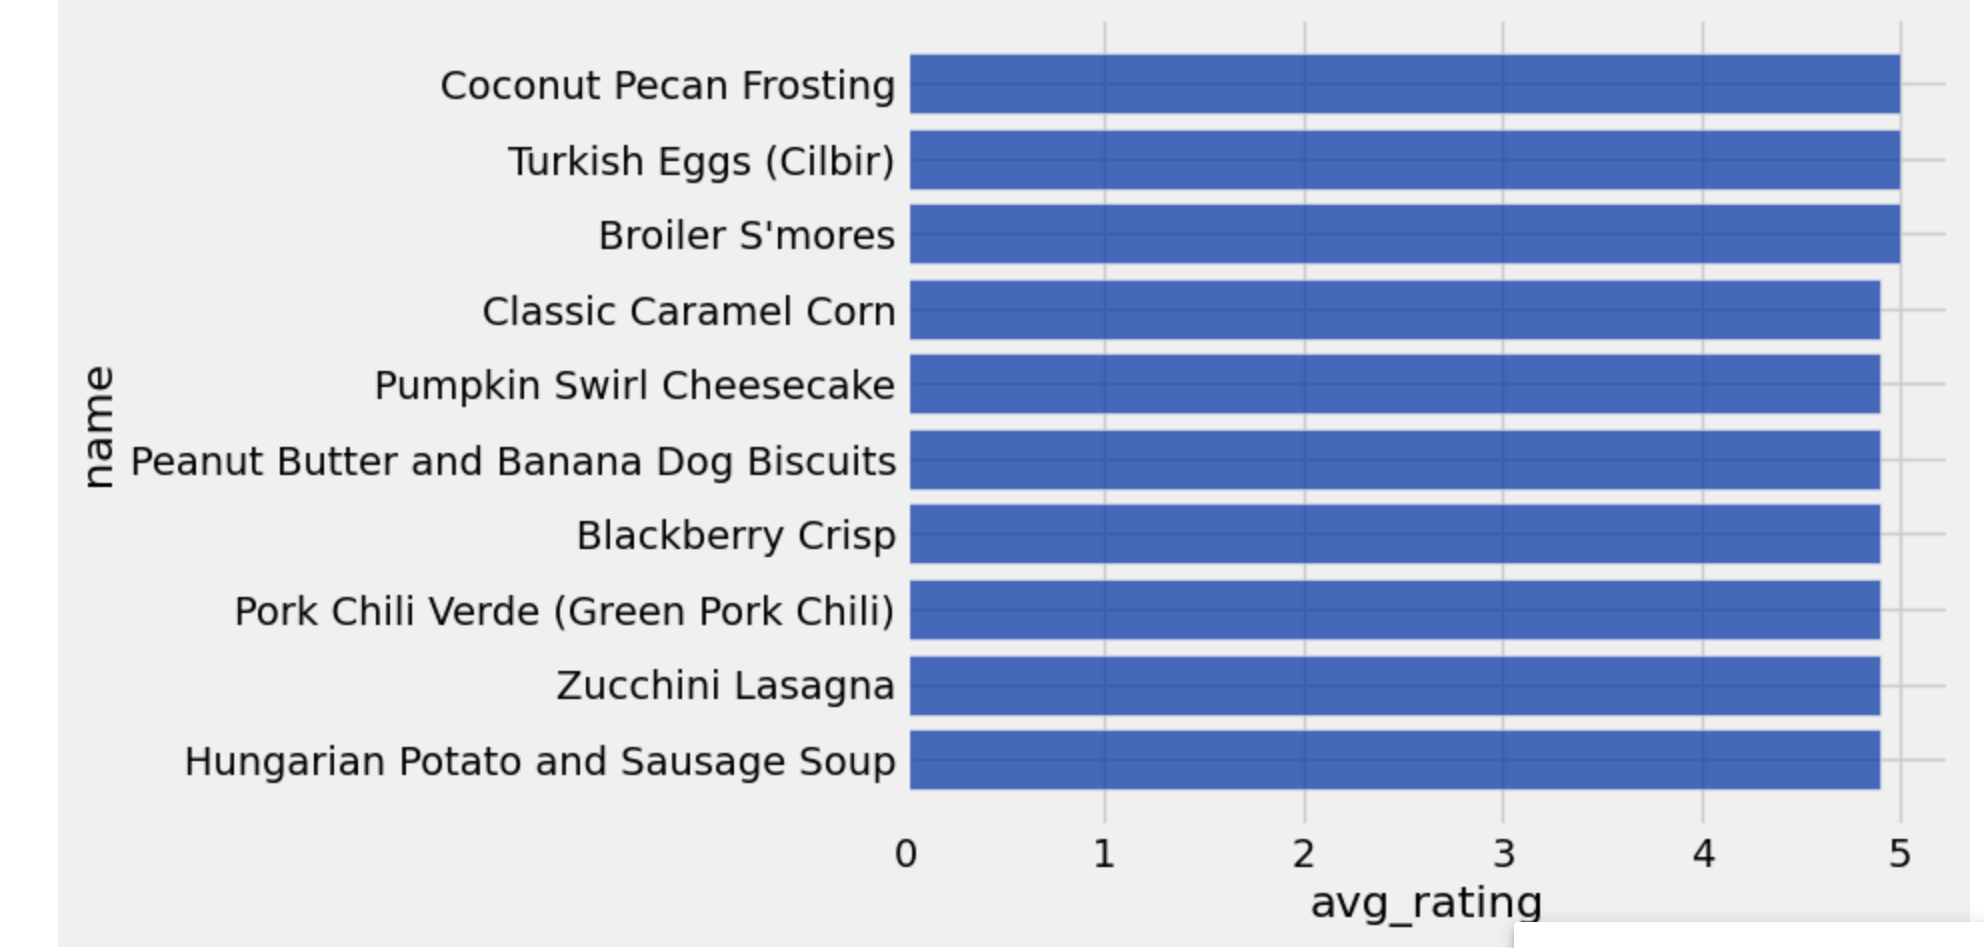 Coconut Pecan Frosting
Turkish Eggs (Cilbir)
Broiler S'mores
Classic Caramel Corn
Pumpkin Swirl Cheesecake
name
Peanut Butter and Banana Dog Biscuits
Blackberry Crisp
Pork Chili Verde (Green Pork Chili)
Zucchini Lasagna
Hungarian Potato and Sausage Soup
0 1 2 3 4 5
avg_rating